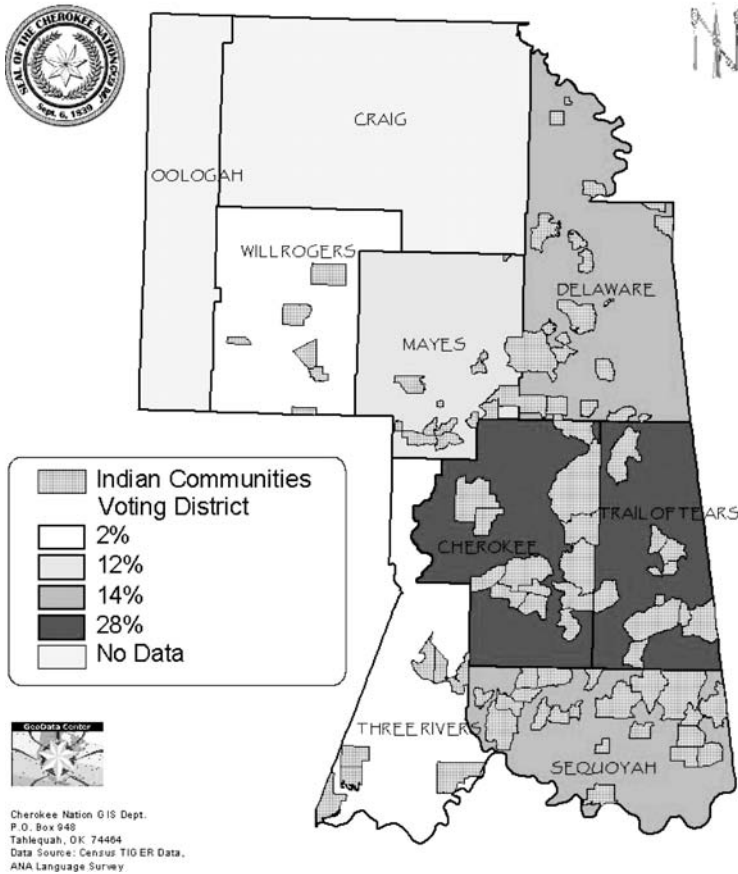 SEAL OF THE CHEROKEE NATION
Sept. 6, 1839
N
CRAIG
OOLOGAH
WILL ROGERS
DELAWARE
MAYES
Indian Communities
Voting District
2%
12%
14%
28%
No Data
TRAIL OF TEARS
CHEROKEE
THREE RIVERS
SEQUOYAH
GeoData Center
Cherokee Nation GIS Dept.
P.O. Box 948
Tahlequah, OK 74464
Data Source: Census TIGER Data,
ANA Language Survey